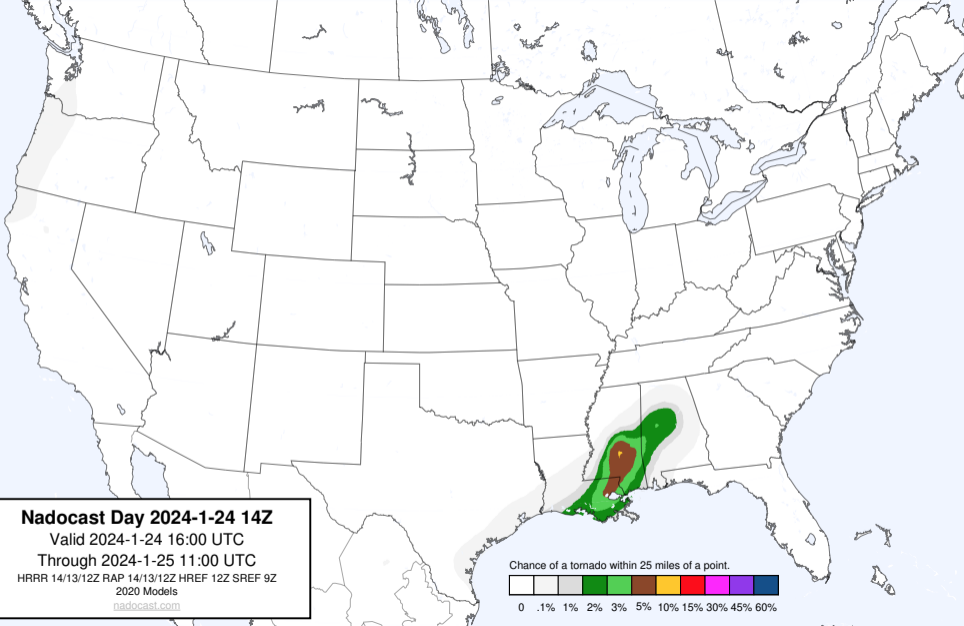 Nadocast Day 2024-1-24 14Z
Valid 2024-1-24 16:00 UTC
Through 2024-1-25 11:00 UTC
HRRR 14/13/12Z RAP 14/13/12Z HREF 12Z SREF 9Z
2020 Models
nadocast.com
Chance of a tornado within 25 miles of a point.
0 .1% 1% 2% 3% 5% 10% 15% 30% 45% 60%